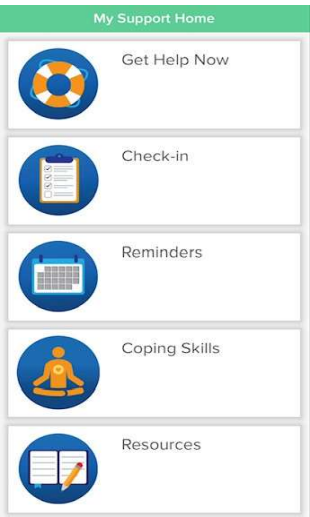 My Support Home
Get Help Now
Check-in
Reminders
Coping Skills
Resources